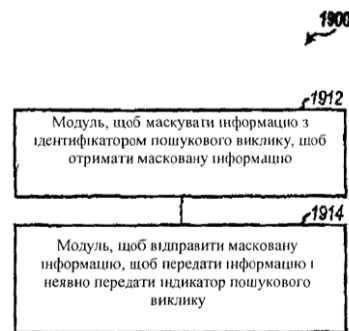 1900
1912
Модуль, щоб маскувати інформацію з
ідентифікатором пошукового виклику, щоб
отримати масковану інформацію
1914
Модуль, щоб відправити масковану
інформацію, щоб передати інформацію і
неявно передати індикатор пошукового
виклику